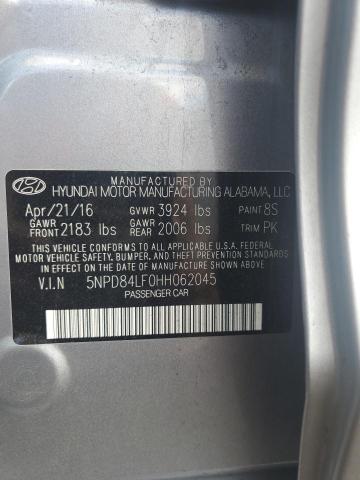 MANUFACTURED BY
HYUNDAI MOTOR MANUFACTURING ALABAMA, LLC
Apr/21/16 GVWR 3924 lbs PAINT 8S
GAWR FRONT 2183 lbs GAWR REAR 2006 lbs TRIM PK
THIS VEHICLE CONFORMS TO ALL APPLICABLE U.S.A. FEDERAL
MOTOR VEHICLE SAFETY, BUMPER, AND THEFT PREVENTION
STANDARDS IN EFFECT ON THE DATE OF MANUFACTURE SHOWN ABOVE.
V.I.N 5NPD84LF0HH062045
PASSENGER CAR